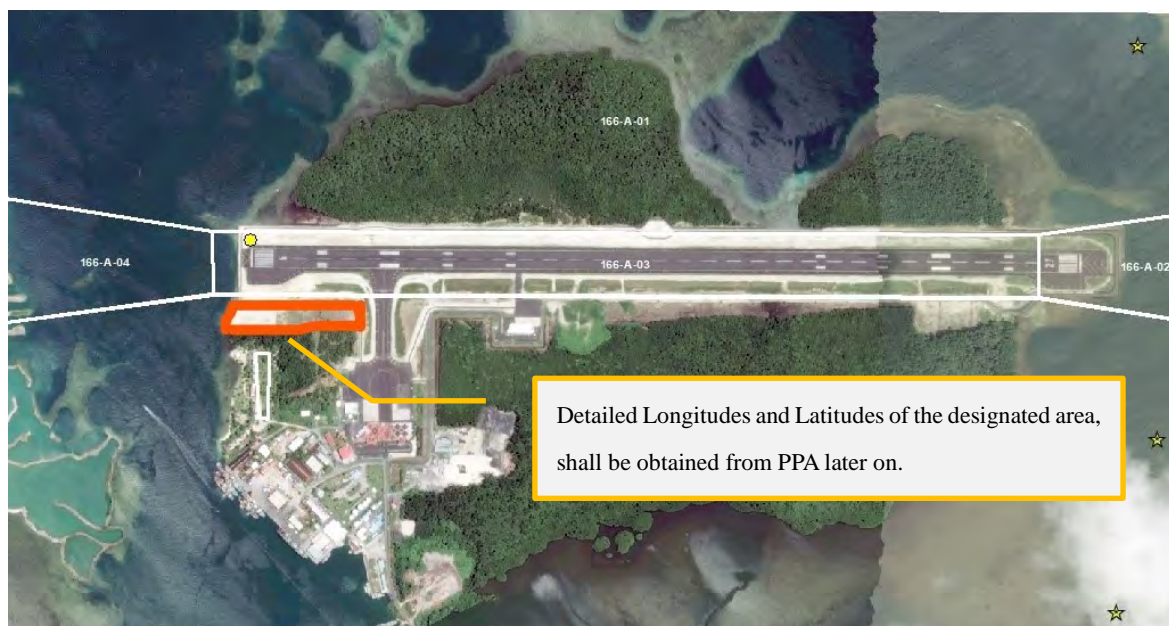 166-A-01
166-A-04
166-A-03
166-A-02
Detailed Longitudes and Latitudes of the designated area,
shall be obtained from PPA later on.